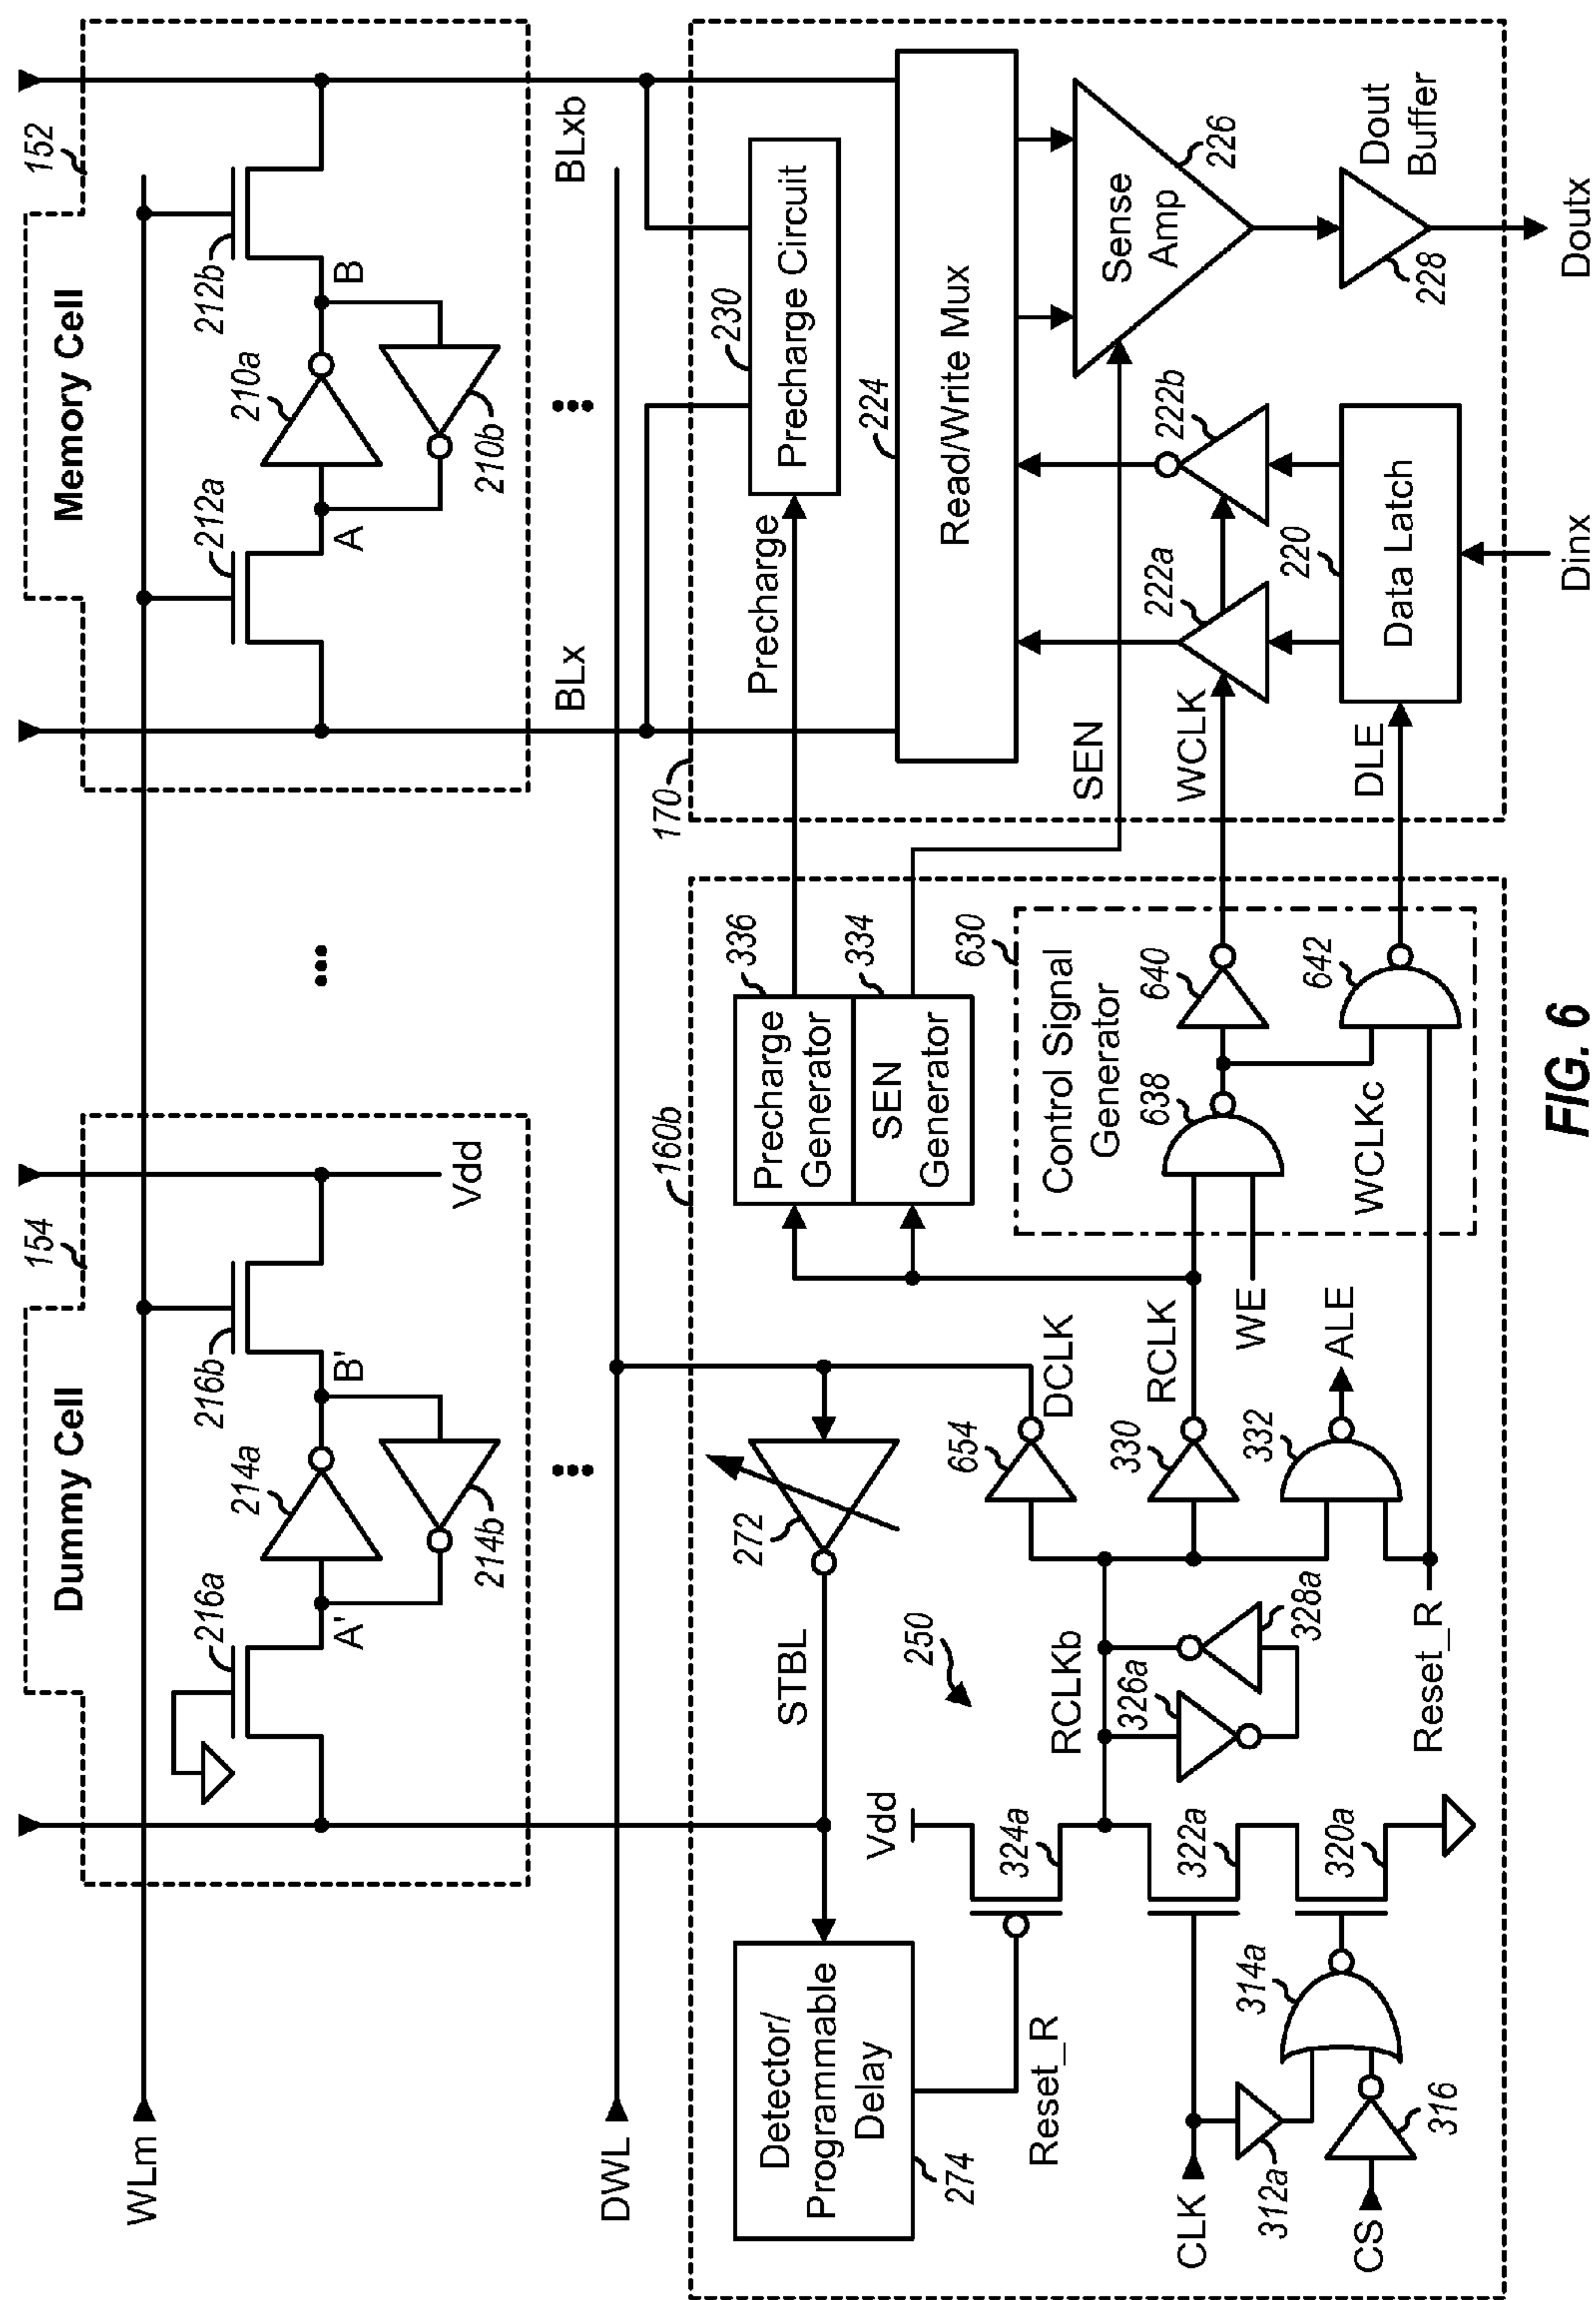 WLm
Dummy Cell
154
216a
A'
214a
214b
216b
B'
Vdd
Memory Cell
152
212a
A
210a
210b
212b
B
DWL
BLx
BLxb
160b
Detector/
Programmable
Delay
274
Reset_R
STBL
272
250
Vdd
324a
322a
320a
CLK
312a
314a
CS
316
RCLKb
326a
328a
Reset_R
654
DCLK
330
RCLK
332
ALE
WE
Precharge
Generator
336
SEN
Generator
334
630
Control Signal
Generator
638
640
WCLKc
642
170
Precharge
230
Precharge Circuit
224
Read/Write Mux
SEN
WCLK
222a
222b
DLE
220
Data Latch
Dinx
Sense
Amp
226
Dout
Buffer
228
Doutx
FIG. 6